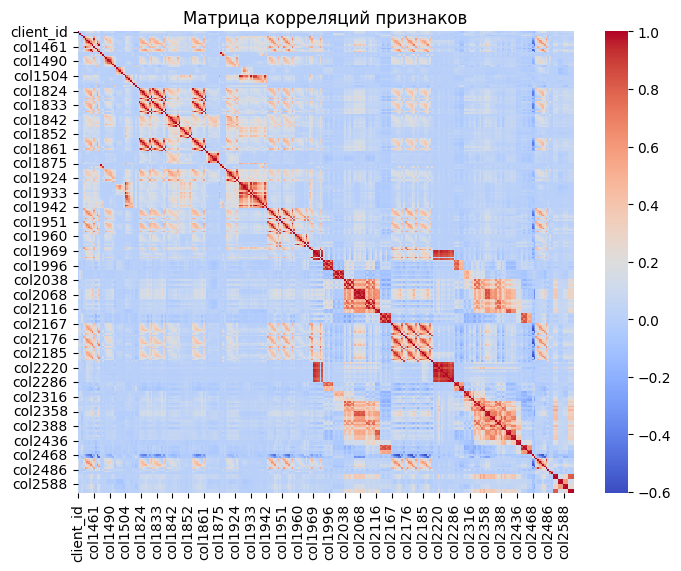 Матрица корреляций признаков
client_id
col1461
col1490
col1504
col1824
col1833
col1842
col1852
col1861
col1875
col1924
col1933
col1942
col1951
col1960
col1969
col1996
col2038
col2068
col2116
col2167
col2176
col2185
col2220
col2286
col2316
col2358
col2388
col2436
col2468
col2486
col2588
1.0
0.8
0.6
0.4
0.2
0.0
−0.2
−0.4
−0.6
client_id
col1461
col1490
col1504
col1824
col1833
col1842
col1852
col1861
col1875
col1924
col1933
col1942
col1951
col1960
col1969
col1996
col2038
col2068
col2116
col2167
col2176
col2185
col2220
col2286
col2316
col2358
col2388
col2436
col2468
col2486
col2588